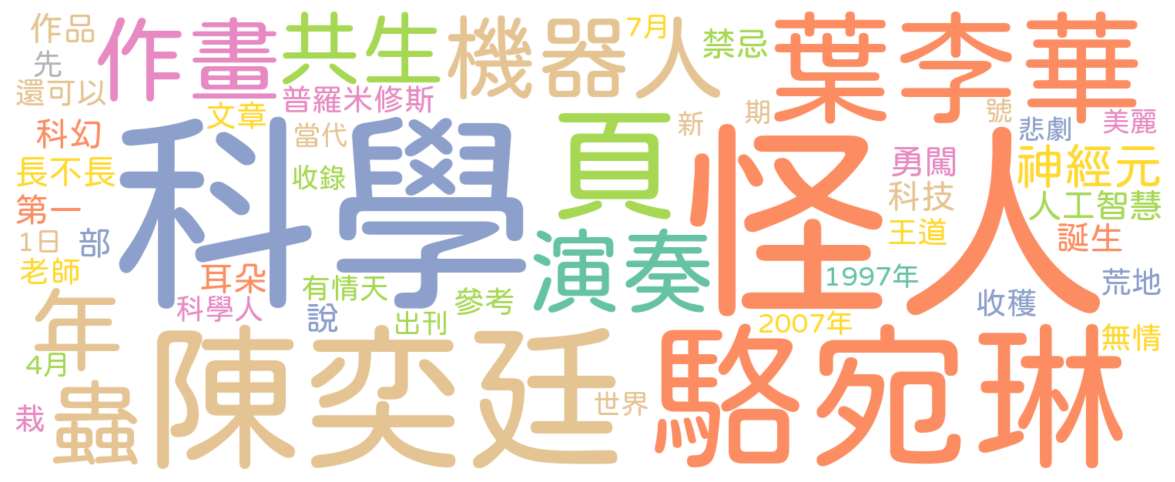 作品
作畫
共生
機器人
7月
禁忌
葉李華
先
還可以
普羅米修斯
文章
科幻
當代
新
期
號
悲劇
美麗
長不長
科學
頁
怪人
收錄
勇闖
神經元
第一
科技
人工智慧
1日
部
演奏
王道
誕生
老師
耳朵
有情天
1997年
荒地
科學人
說
參考
收穫
年
出刊
2007年
無情
4月
陳奕廷
駱宛琳
蟲
世界
栽